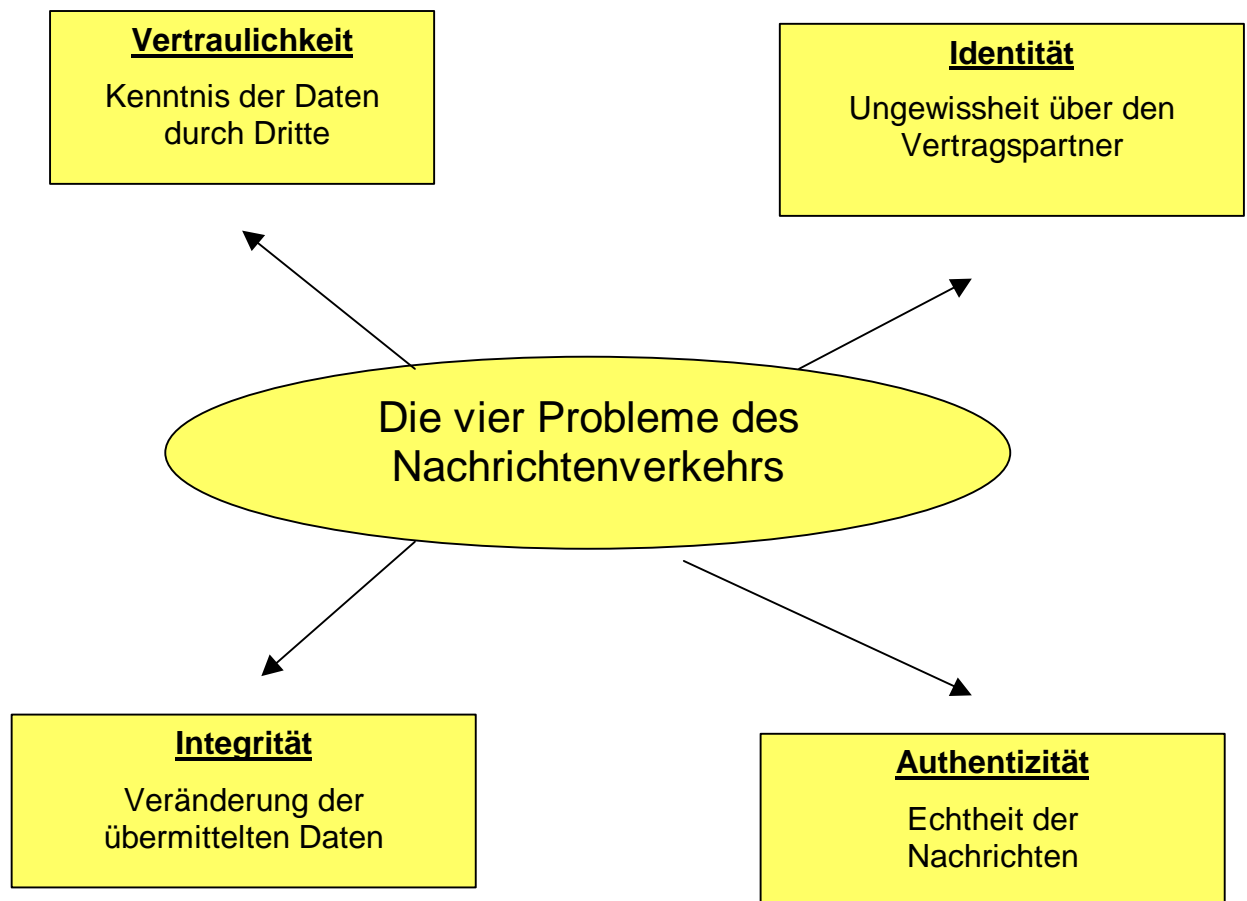 Vertraulichkeit
Kenntnis der Daten
durch Dritte
Identität
Ungewissheit über den
Vertragspartner
Die vier Probleme des
Nachrichtenverkehrs
Integrität
Veränderung der
übermittelten Daten
Authentizität
Echtheit der
Nachrichten